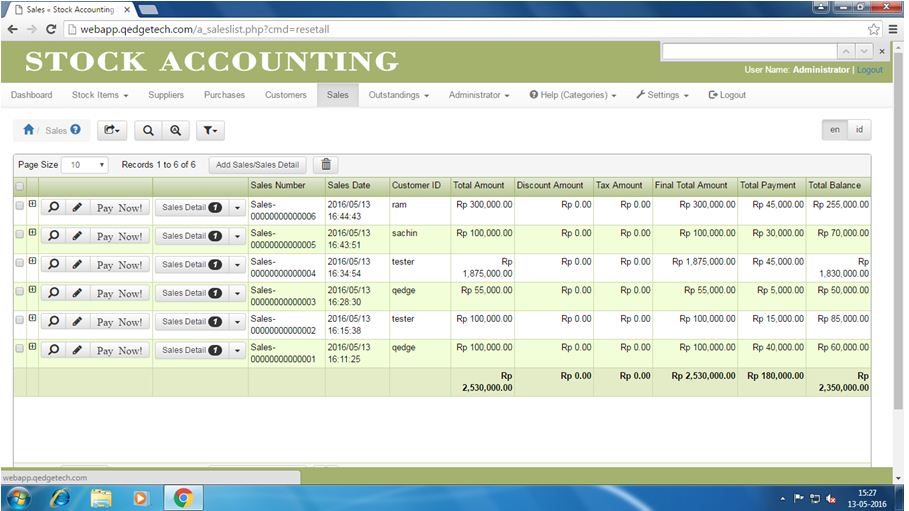 Sales « Stock Accounting
webapp.qedgetech.com/a_saleslist.php?cmd=resetall
STOCK ACCOUNTING
User Name: Administrator | Logout
Dashboard Stock Items Suppliers Purchases Customers Sales Outstandings Administrator Help (Categories) Settings Logout
/ Sales
en id
Page Size 10 Records 1 to 6 of 6 Add Sales/Sales Detail
Sales Number Sales Date Customer ID Total Amount Discount Amount Tax Amount Final Total Amount Total Payment Total Balance
Pay Now! Sales Detail 1 Sales- 2016/05/13 ram Rp 300,000.00 Rp 0.00 Rp 0.00 Rp 300,000.00 Rp 45,000.00 Rp 255,000.00
00000000000006 16:44:43
Pay Now! Sales Detail 1 Sales- 2016/05/13 sachin Rp 100,000.00 Rp 0.00 Rp 0.00 Rp 100,000.00 Rp 30,000.00 Rp 70,000.00
00000000000005 16:43:51
Pay Now! Sales Detail 1 Sales- 2016/05/13 tester Rp Rp 0.00 Rp 0.00 Rp 1,875,000.00 Rp 45,000.00 Rp
00000000000004 16:34:54 1,875,000.00 1,830,000.00
Pay Now! Sales Detail 1 Sales- 2016/05/13 qedge Rp 55,000.00 Rp 0.00 Rp 0.00 Rp 55,000.00 Rp 5,000.00 Rp 50,000.00
00000000000003 16:28:30
Pay Now! Sales Detail 1 Sales- 2016/05/13 tester Rp 100,000.00 Rp 0.00 Rp 0.00 Rp 100,000.00 Rp 15,000.00 Rp 85,000.00
00000000000002 16:15:38
Pay Now! Sales Detail 1 Sales- 2016/05/13 qedge Rp 100,000.00 Rp 0.00 Rp 0.00 Rp 100,000.00 Rp 40,000.00 Rp 60,000.00
00000000000001 16:11:25
Rp Rp 0.00 Rp 0.00 Rp 2,530,000.00 Rp 180,000.00 Rp
2,530,000.00 2,350,000.00
webapp.qedgetech.com
15:27
13-05-2016